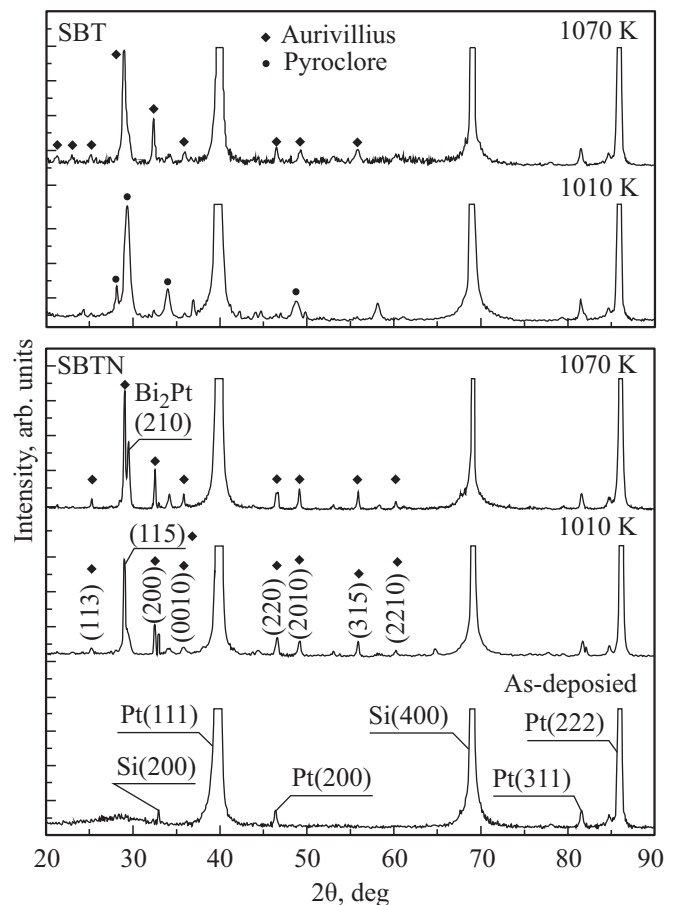 SBT
◆ Aurivillius
● Pyroclore
1070 K
1010 K
SBTN
1070 K
Bi₂Pt
(210)
1010 K
(115)◆
(113)
(200)
(0010)
(220)
(2010)
(315)
(2210)
As-deposied
Pt(111)
Si(400)
Pt(222)
Si(200)
Pt(200)
Pt(311)
20 30 40 50 60 70 80 90
2θ, deg
Intensity, arb. units